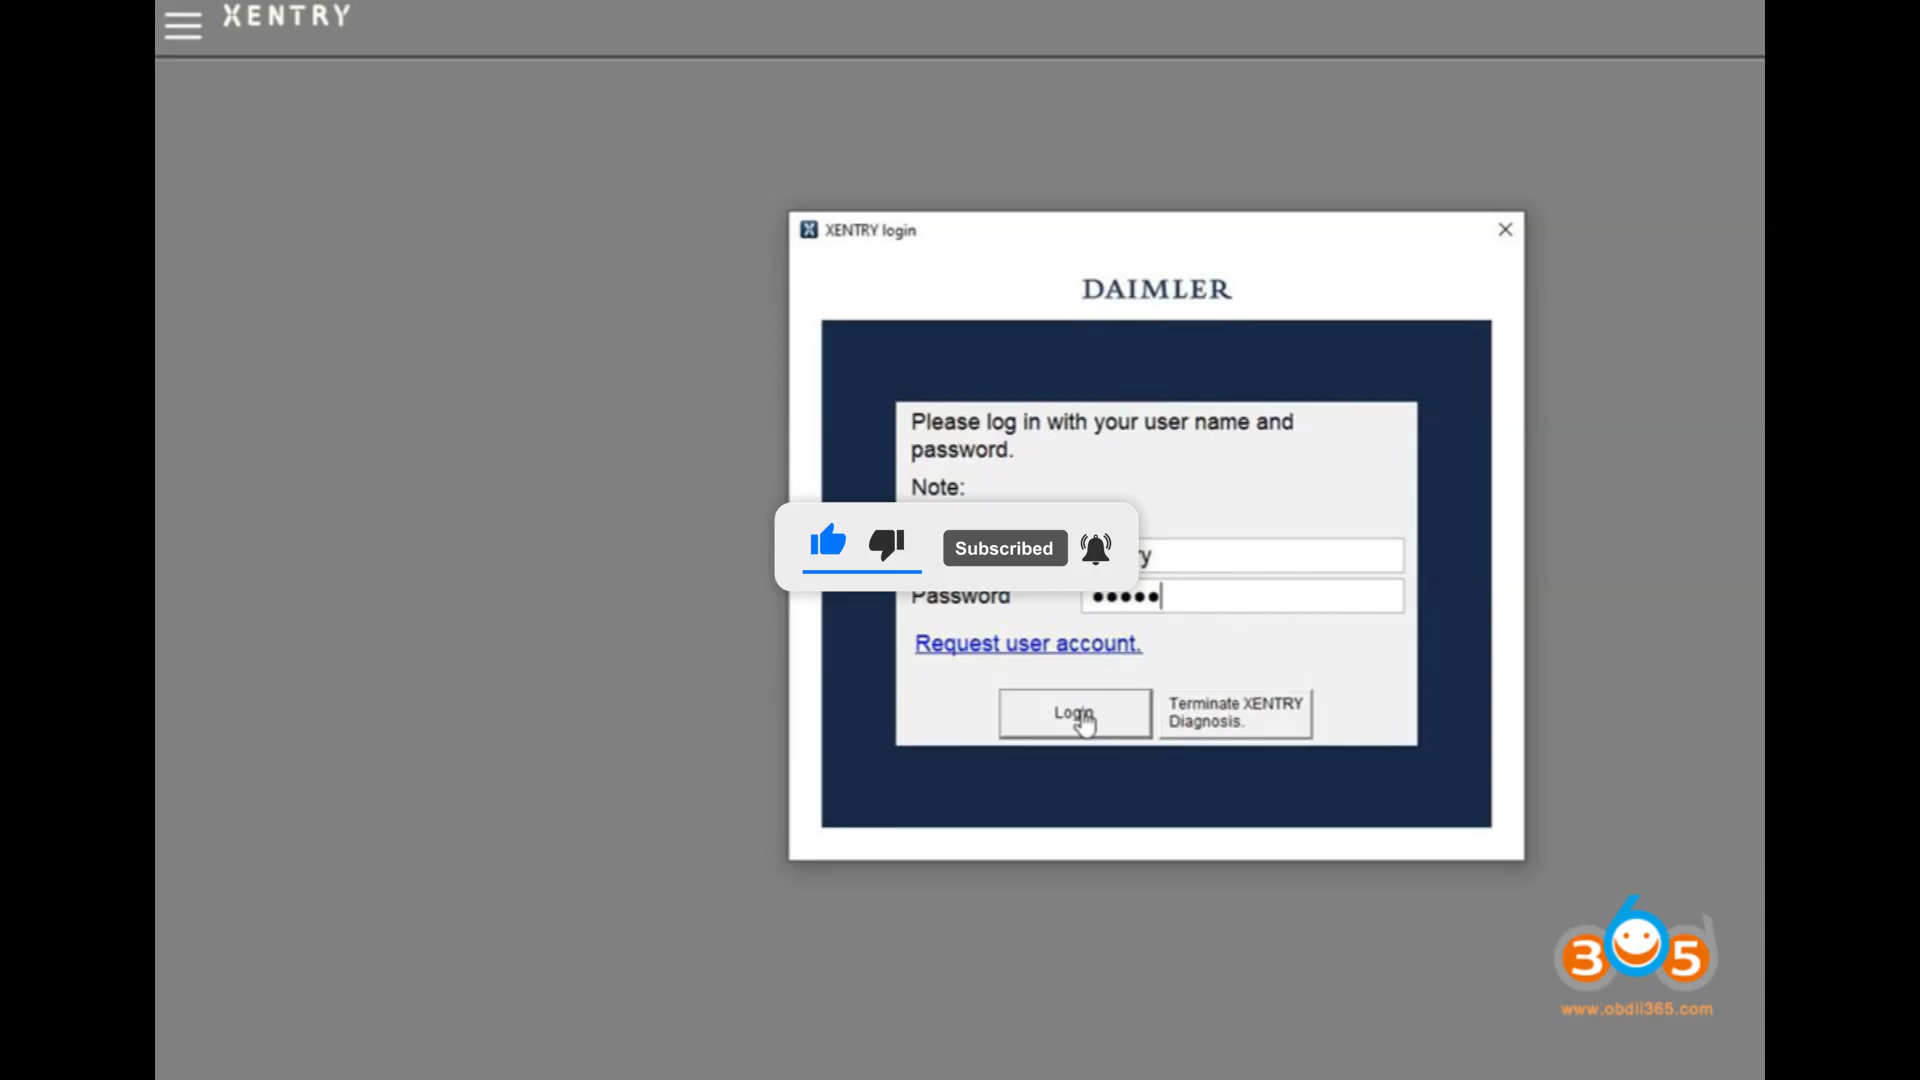 XENTRY
XENTRY login
DAIMLER
Please log in with your user name and
password.
Note:
Subscribed
y
Password
Request user account.
Login
Terminate XENTRY
Diagnosis.
365
www.obdii365.com